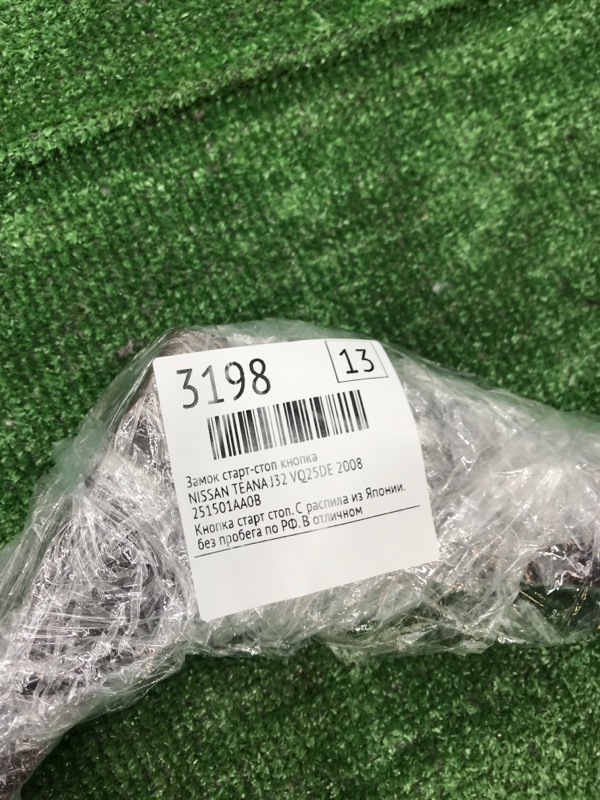 3198
13
Замок старт-стоп кнопка
NISSAN TEANA J32 VQ25DE 2008
251501AA0B
Кнопка старт стоп. С распила из Японии.
без пробега по РФ. В отличном